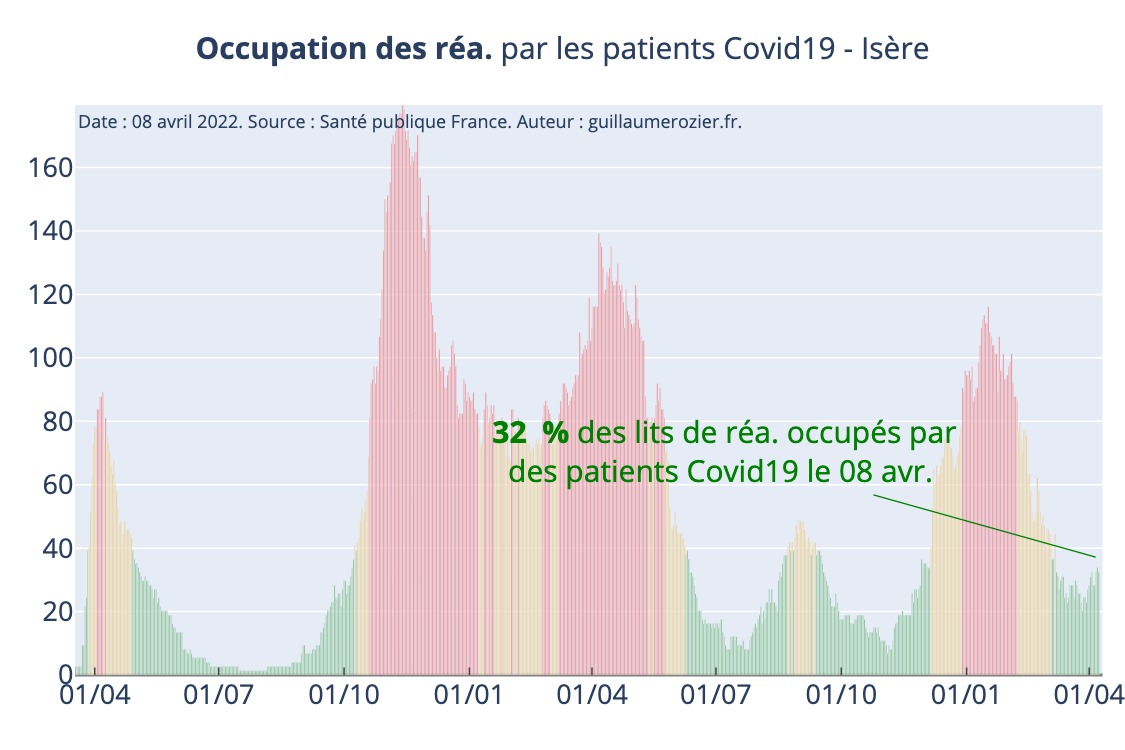 Occupation des réa. par les patients Covid19 - Isère
Date : 08 avril 2022. Source : Santé publique France. Auteur : guillaumerozier.fr.
160
140
120
100
80
60
40
20
0
32 % des lits de réa. occupés par
des patients Covid19 le 08 avr.
01/04 01/07 01/10 01/01 01/04 01/07 01/10 01/01 01/04